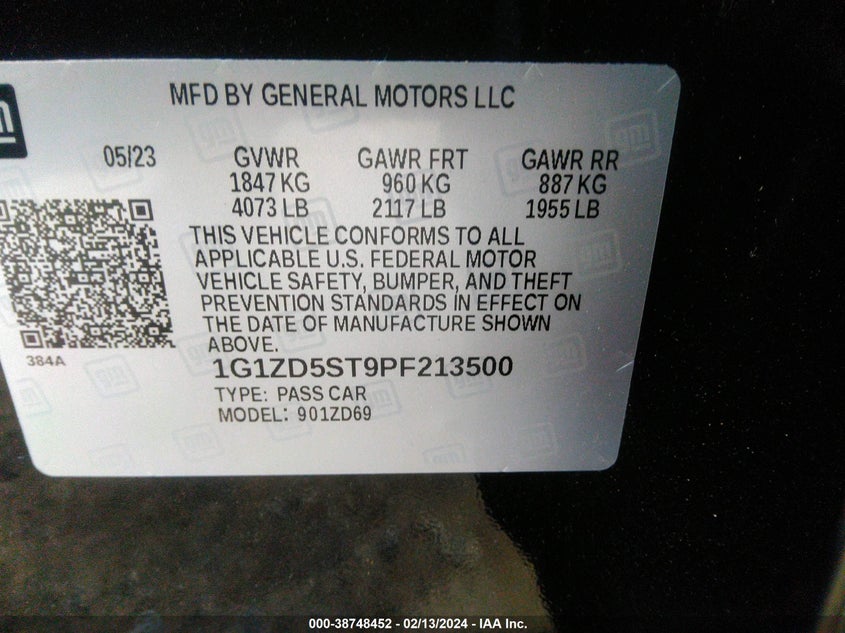 MFD BY GENERAL MOTORS LLC
GM
05/23 GVWR GAWR FRT GAWR RR
1847 KG 960 KG 887 KG
4073 LB 2117 LB 1955 LB
THIS VEHICLE CONFORMS TO ALL
APPLICABLE U.S. FEDERAL MOTOR
VEHICLE SAFETY, BUMPER, AND THEFT
PREVENTION STANDARDS IN EFFECT ON
THE DATE OF MANUFACTURE SHOWN
ABOVE.
384A
1G1ZD5ST9PF213500
TYPE: PASS CAR
MODEL: 901ZD69
000-38748452 - 02/13/2024 - IAA Inc.